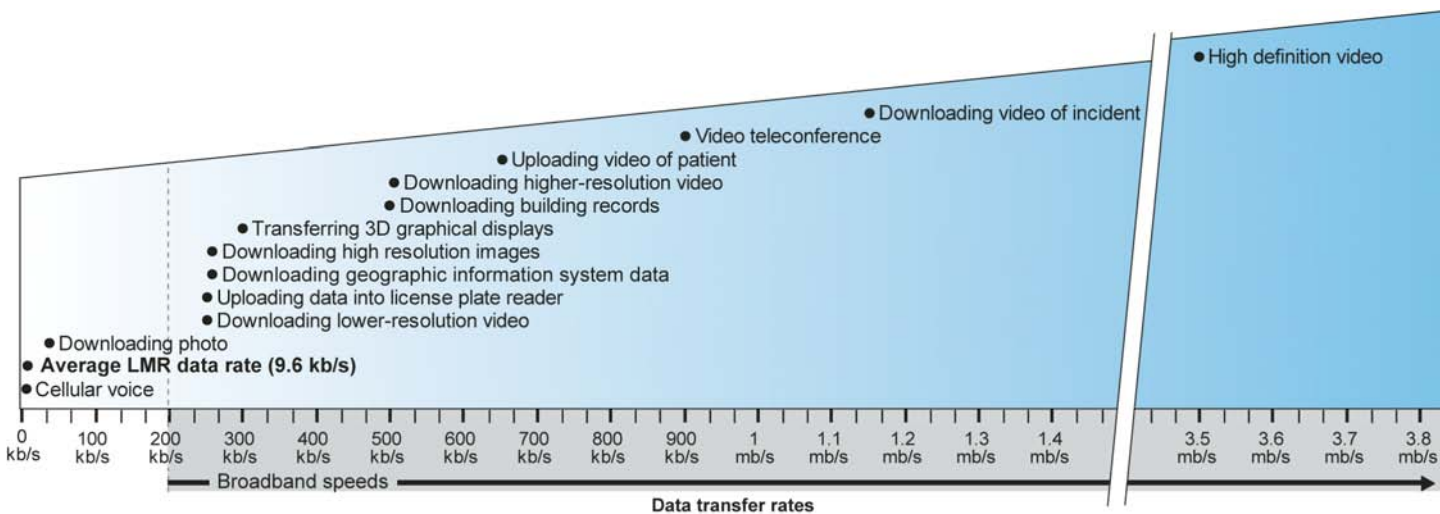 High definition video
Downloading video of incident
Video teleconference
Uploading video of patient
Downloading higher-resolution video
Downloading building records
Transferring 3D graphical displays
Downloading high resolution images
Downloading geographic information system data
Uploading data into license plate reader
Downloading lower-resolution video
Downloading photo
Average LMR data rate (9.6 kb/s)
Cellular voice
0 100 200 300 400 500 600 700 800 900 1 1.1 1.2 1.3 1.4 3.5 3.6 3.7 3.8
kb/s kb/s kb/s kb/s kb/s kb/s kb/s kb/s kb/s kb/s mb/s mb/s mb/s mb/s mb/s mb/s mb/s mb/s mb/s
Broadband speeds
Data transfer rates